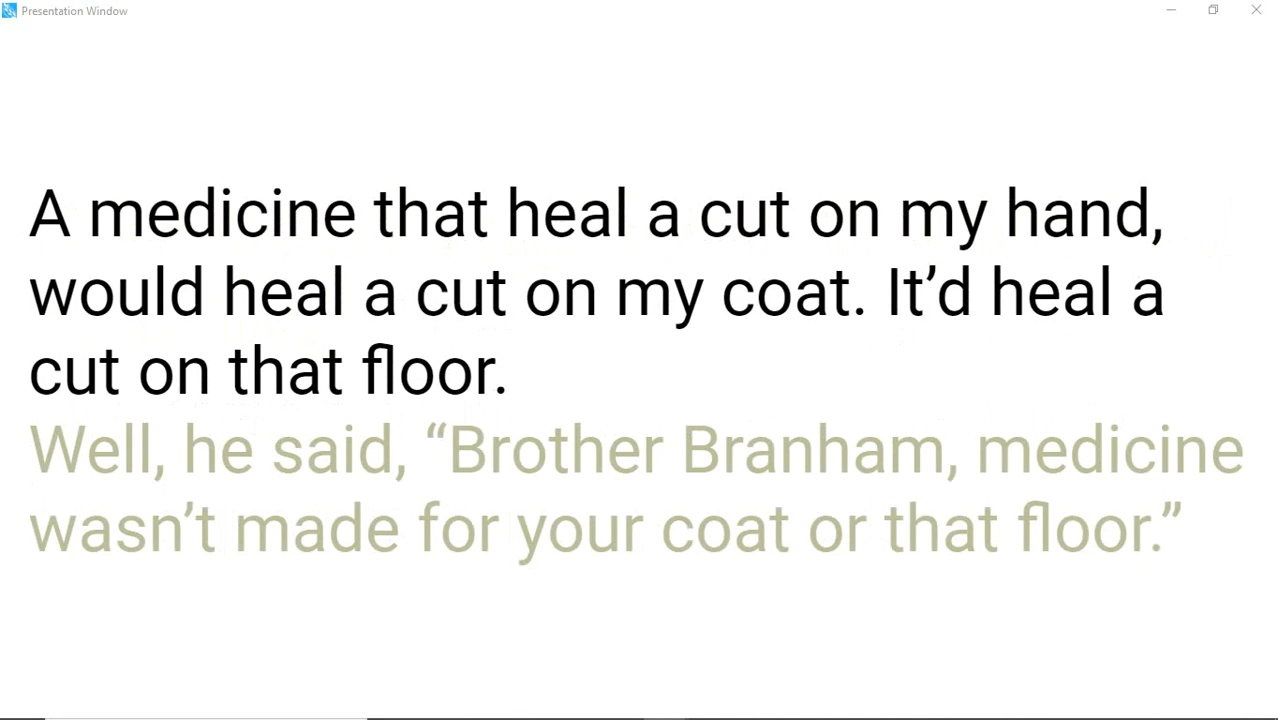 Presentation Window
A medicine that heal a cut on my hand,
would heal a cut on my coat. It’d heal a
cut on that floor.
Well, he said, “Brother Branham, medicine
wasn’t made for your coat or that floor.”